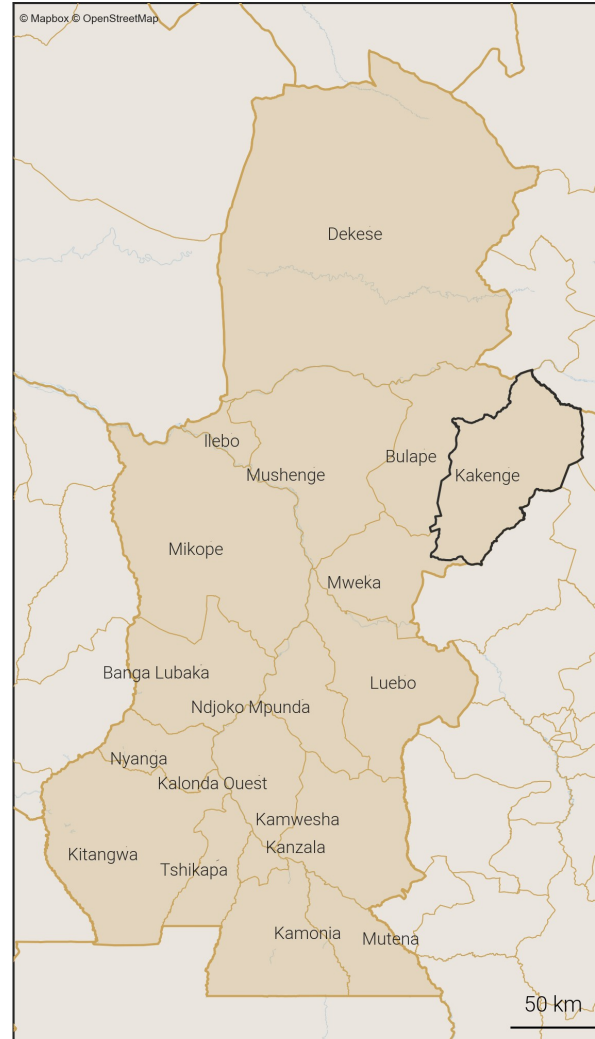 © Mapbox © OpenStreetMap
Dekese
Ilebo
Bulape
Mushenge
Kakenge
Mikope
Mweka
Banga Lubaka
Luebo
Ndjoko Mpunda
Nyanga
Kalonda Ouest
Kamwesha
Kanzala
Kitangwa
Tshikapa
Kamonia
Mutena
50 km